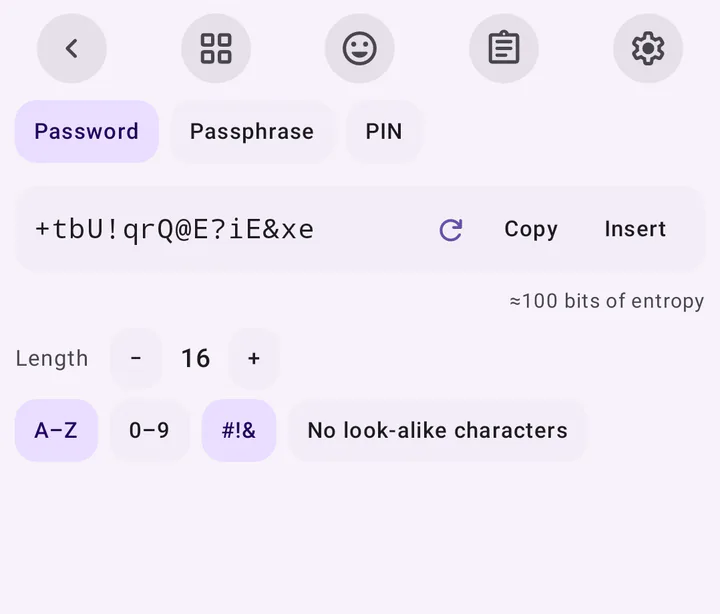 Password Passphrase PIN
+tbU!qrQ@E?iE&xe Copy Insert
≈100 bits of entropy
Length − 16 +
A–Z 0–9 #!& No look-alike characters